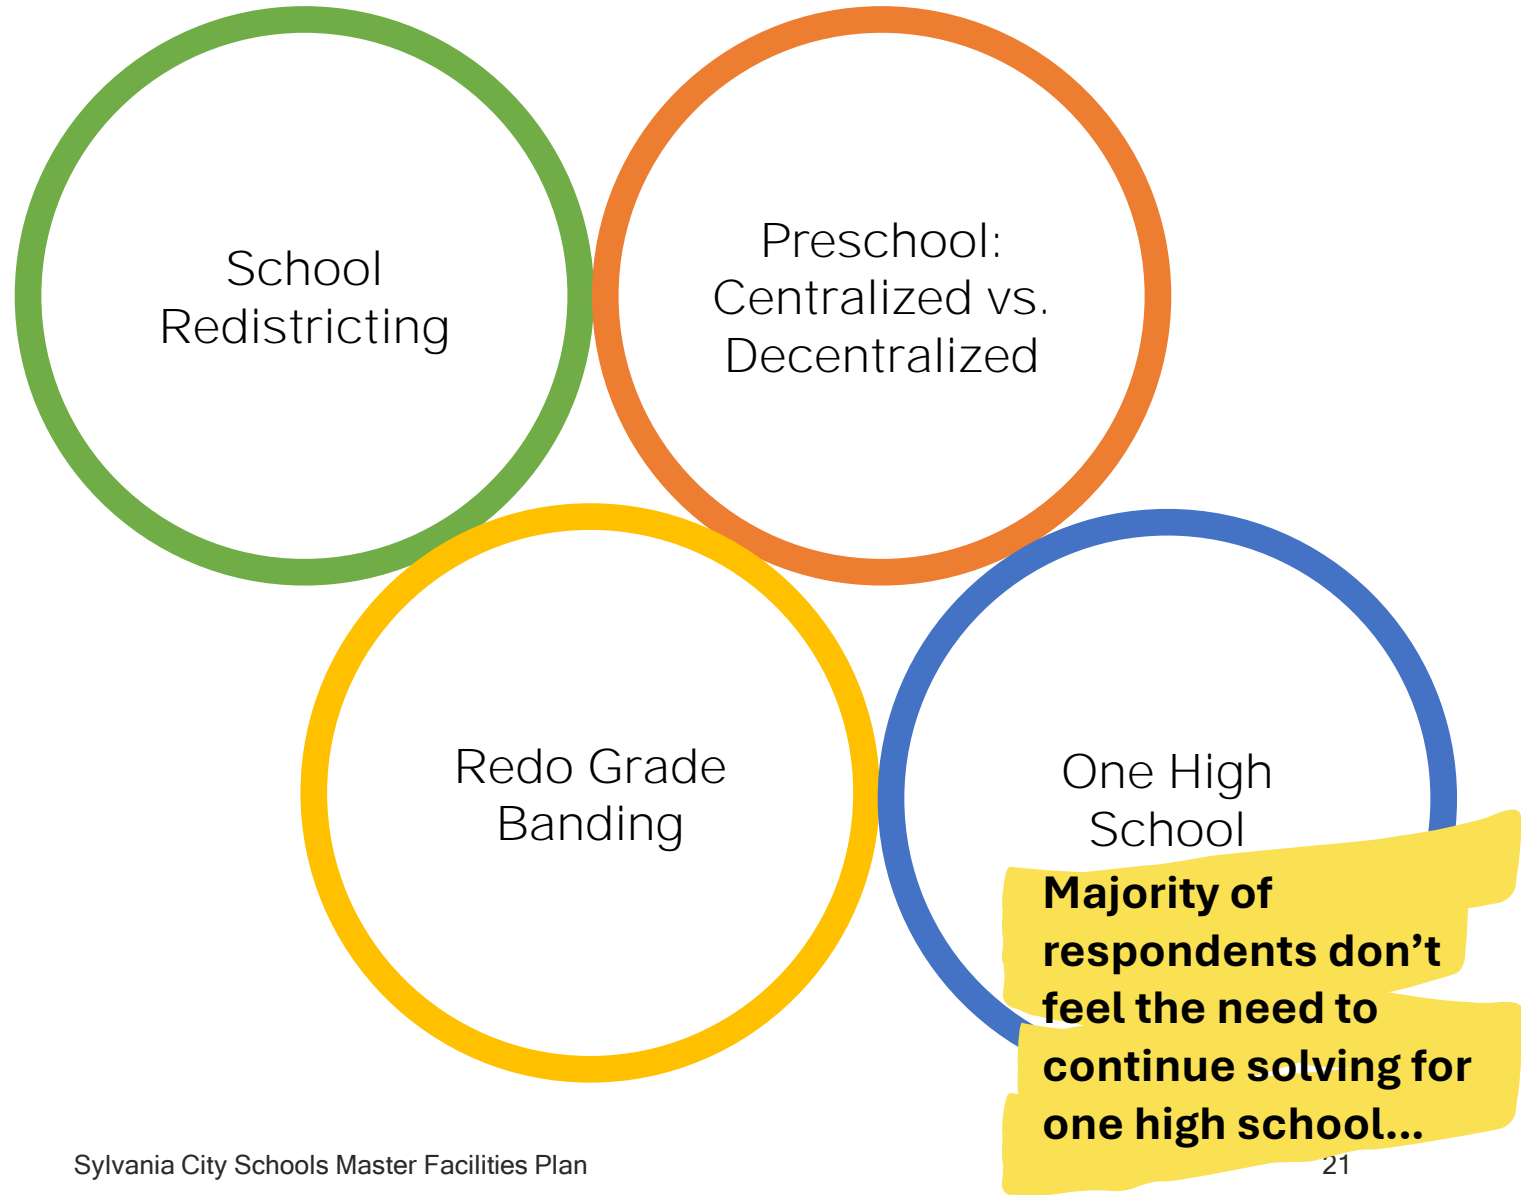 School
Redistricting
Preschool:
Centralized vs.
Decentralized
Redo Grade
Banding
One High
School
Majority of
respondents don’t
feel the need to
continue solving for
one high school...
Sylvania City Schools Master Facilities Plan
21